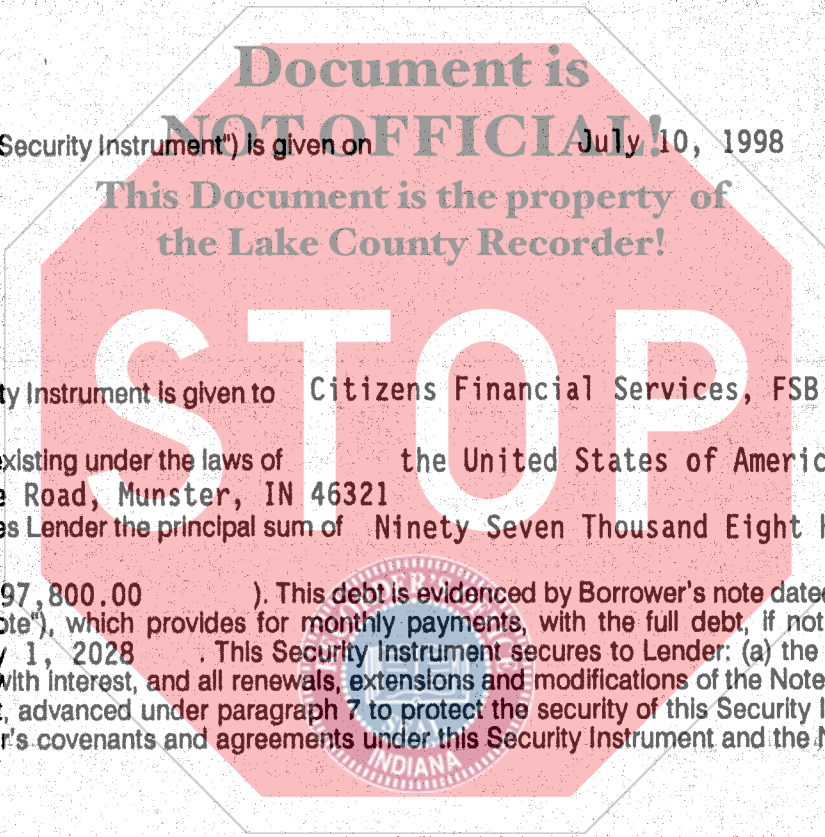 Document is
NOT OFFICIAL!
Security Instrument") is given on July 10, 1998
This Document is the property of
the Lake County Recorder!
STOP
ty Instrument is given to Citizens Financial Services, FSB
existing under the laws of the United States of Americ
e Road, Munster, IN 46321
es Lender the principal sum of Ninety Seven Thousand Eight
97,800.00 ). This debt is evidenced by Borrower's note date
ote"), which provides for monthly payments, with the full debt, if not
y 1, 2028 . This Security Instrument secures to Lender: (a) the
with interest, and all renewals, extensions and modifications of the Note
t, advanced under paragraph 7 to protect the security of this Security I
r's covenants and agreements under this Security Instrument and the N
INDIANA